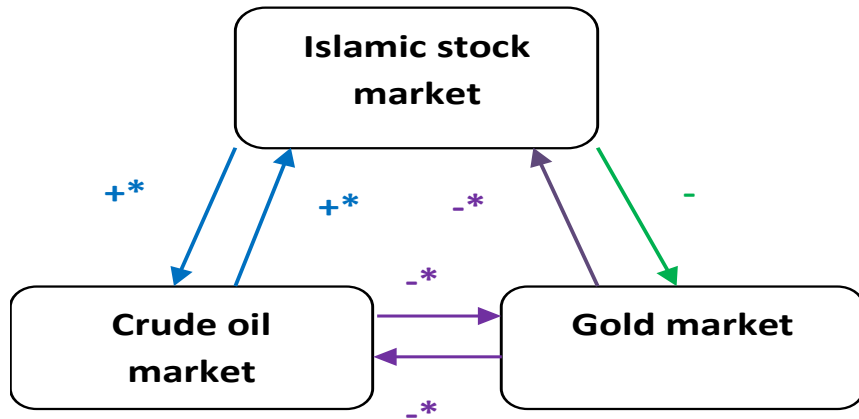 Islamic stock
market
+*
+*
-*
-
-*
Crude oil
market
Gold market
-*